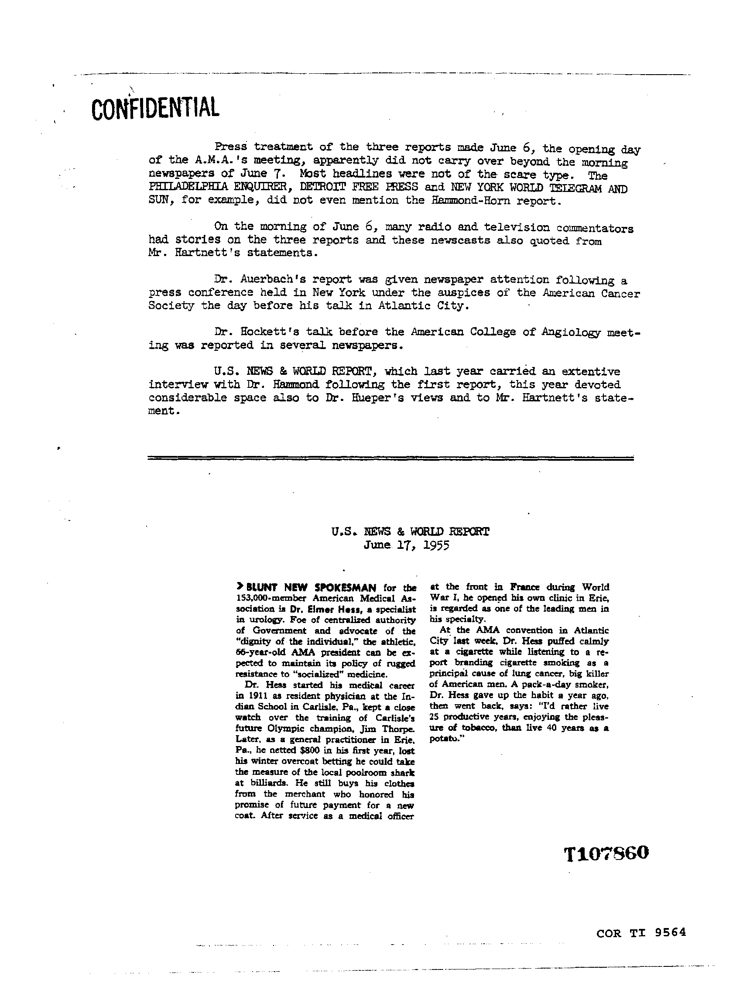 CONFIDENTIAL
Press treatment of the three reports made June 6, the opening day
of the A.M.A.'s meeting, apparently did not carry over beyond the morning
newspapers of June 7. Most headlines were not of the scare type. The
PHILADELPHIA ENQUIRER, DETROIT FREE PRESS and NEW YORK WORLD TELEGRAM AND
SUN, for example, did not even mention the Hammond-Horn report.
On the morning of June 6, many radio and television commentators
had stories on the three reports and these newscasts also quoted from
Mr. Hartnett's statements.
Dr. Auerbach's report was given newspaper attention following a
press conference held in New York under the auspices of the American Cancer
Society the day before his talk in Atlantic City.
Dr. Hockett's talk before the American College of Angiology meet-
ing was reported in several newspapers.
U.S. NEWS & WORLD REPORT, which last year carried an extentive
interview with Dr. Hammond following the first report, this year devoted
considerable space also to Dr. Hueper's views and to Mr. Hartnett's state-
ment.
U.S. NEWS & WORLD REPORT
June 17, 1955
> BLUNT NEW SPOKESMAN for the
153,000-member American Medical As-
sociation is Dr. Elmer Hess, a specialist
in urology. Foe of centralized authority
of Government and advocate of the
"dignity of the individual," the athletic,
66-year-old AMA president can be ex-
pected to maintain its policy of rugged
resistance to "socialized" medicine.
Dr. Hess started his medical career
in 1911 as resident physician at the In-
dian School in Carlisle, Pa., kept a close
watch over the training of Carlisle's
future Olympic champion, Jim Thorpe.
Later, as a general practitioner in Erie,
Pa., he netted $800 in his first year, lost
his winter overcoat betting he could take
the measure of the local poolroom shark
at billiards. He still buys his clothes
from the merchant who honored his
promise of future payment for a new
coat. After service as a medical officer
at the front in France during World
War I, he opened his own clinic in Erie,
is regarded as one of the leading men in
his specialty.
At the AMA convention in Atlantic
City last week, Dr. Hess puffed calmly
at a cigarette while listening to a re-
port branding cigarette smoking as a
principal cause of lung cancer, big killer
of American men. A pack-a-day smoker,
Dr. Hess gave up the habit a year ago,
then went back, says: "I'd rather live
25 productive years, enjoying the pleas-
ure of tobacco, than live 40 years as a
potato."
T107860
COR TI 9564